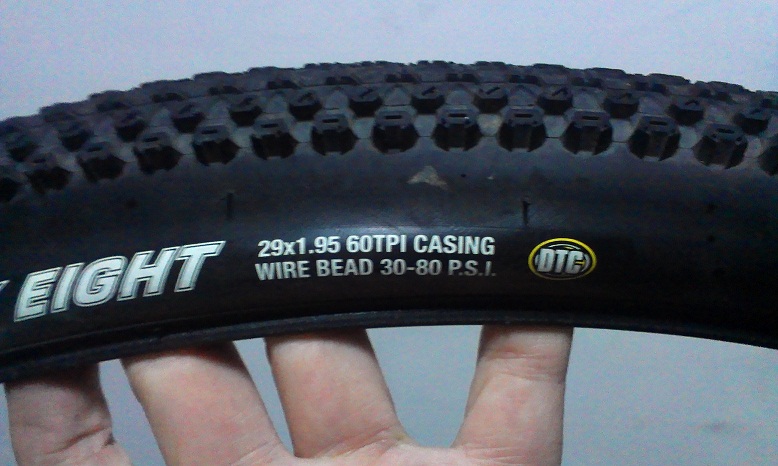 EIGHT
29x1.95 60TPI CASING
WIRE BEAD 30-80 P.S.I.
DTC